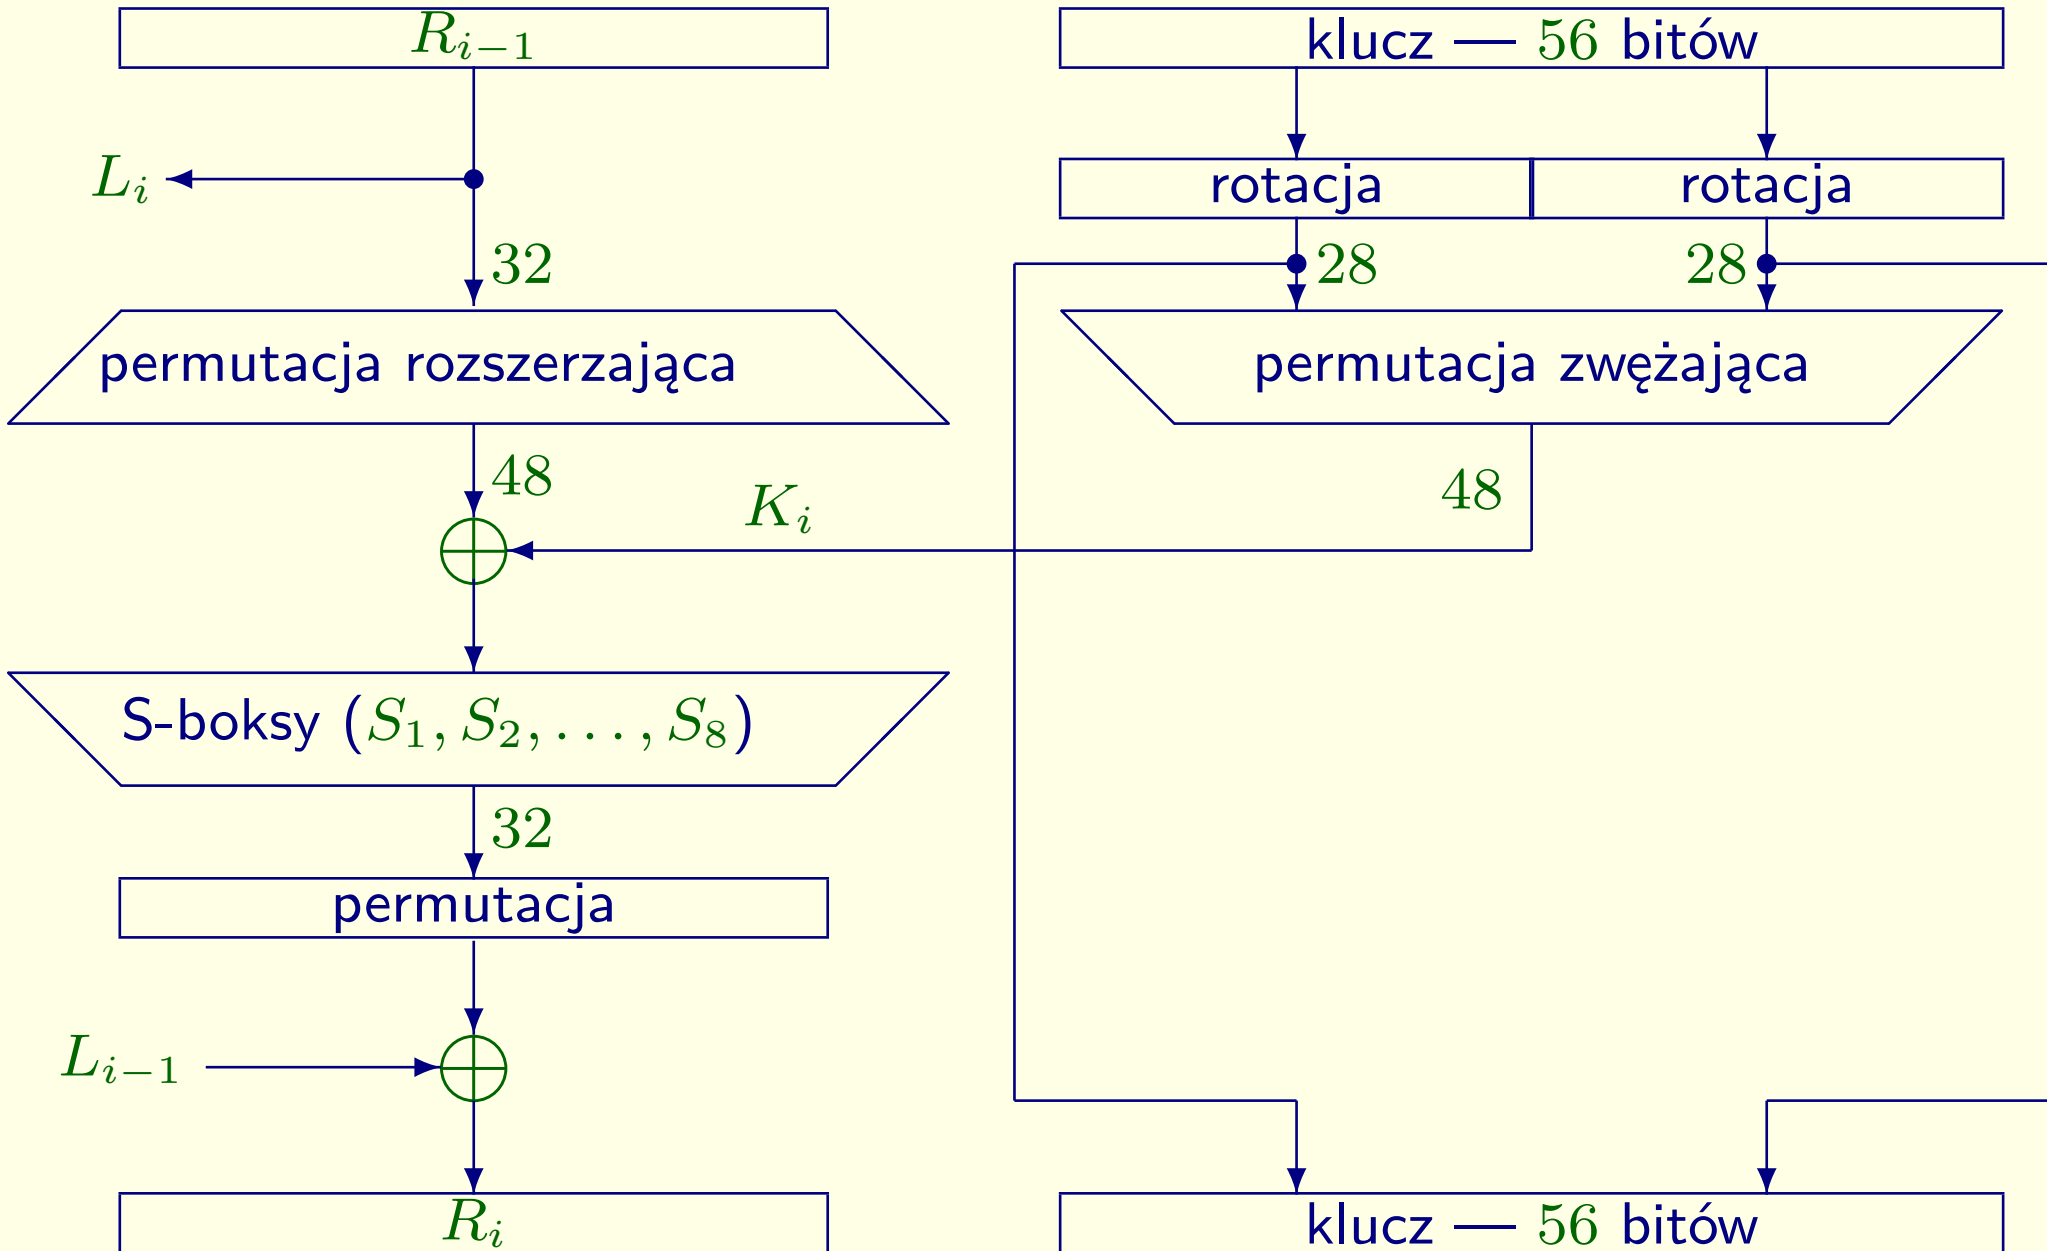 $R_{i-1}$
klucz — 56 bitów
$L_i$
rotacja
rotacja
32
28
28
permutacja rozszerzająca
permutacja zwężająca
48
48
$K_i$
S-boksy ($S_1, S_2, \ldots, S_8$)
32
permutacja
$L_{i-1}$
$R_i$
klucz — 56 bitów